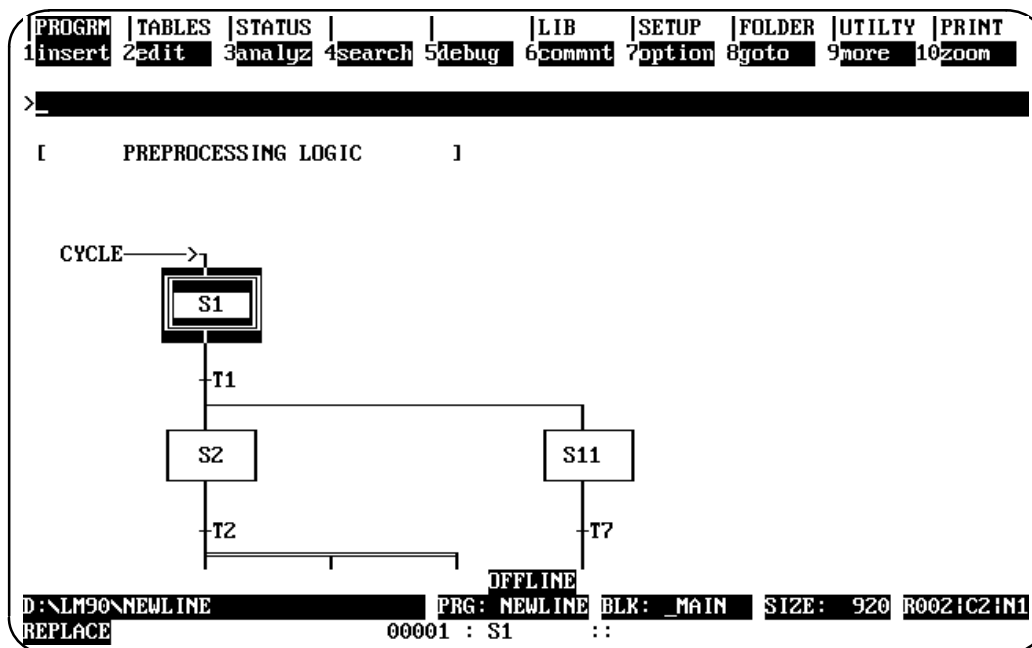 |PROGRM |TABLES |STATUS | | |LIB |SETUP |FOLDER |UTILTY |PRINT
1insert 2edit 3analyz 4search 5debug 6commnt 7option 8goto 9more 10zoom
>_
[ PREPROCESSING LOGIC ]
CYCLE >
S1
T1
S2 S11
T2 T7
OFFLINE
D:\LM90\NEWLINE PRG: NEWLINE BLK: _MAIN SIZE: 920 R002|C2|N1
REPLACE 00001 : S1 ::